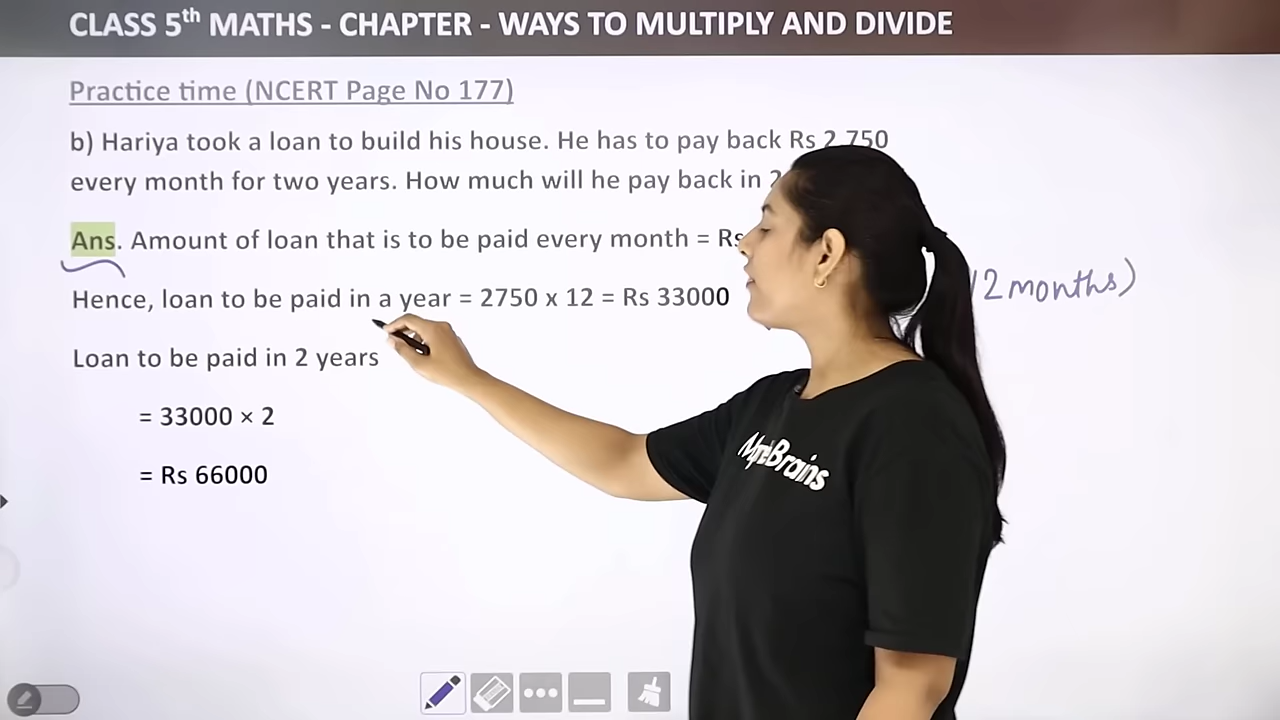 CLASS 5th MATHS - CHAPTER - WAYS TO MULTIPLY AND DIVIDE
Practice time (NCERT Page No 177)
b) Hariya took a loan to build his house. He has to pay back Rs 2,750
every month for two years. How much will he pay back in 2
Ans. Amount of loan that is to be paid every month = Rs
Hence, loan to be paid in a year = 2750 x 12 = Rs 33000
12 months)
Loan to be paid in 2 years
= 33000 × 2
= Rs 66000
Brains